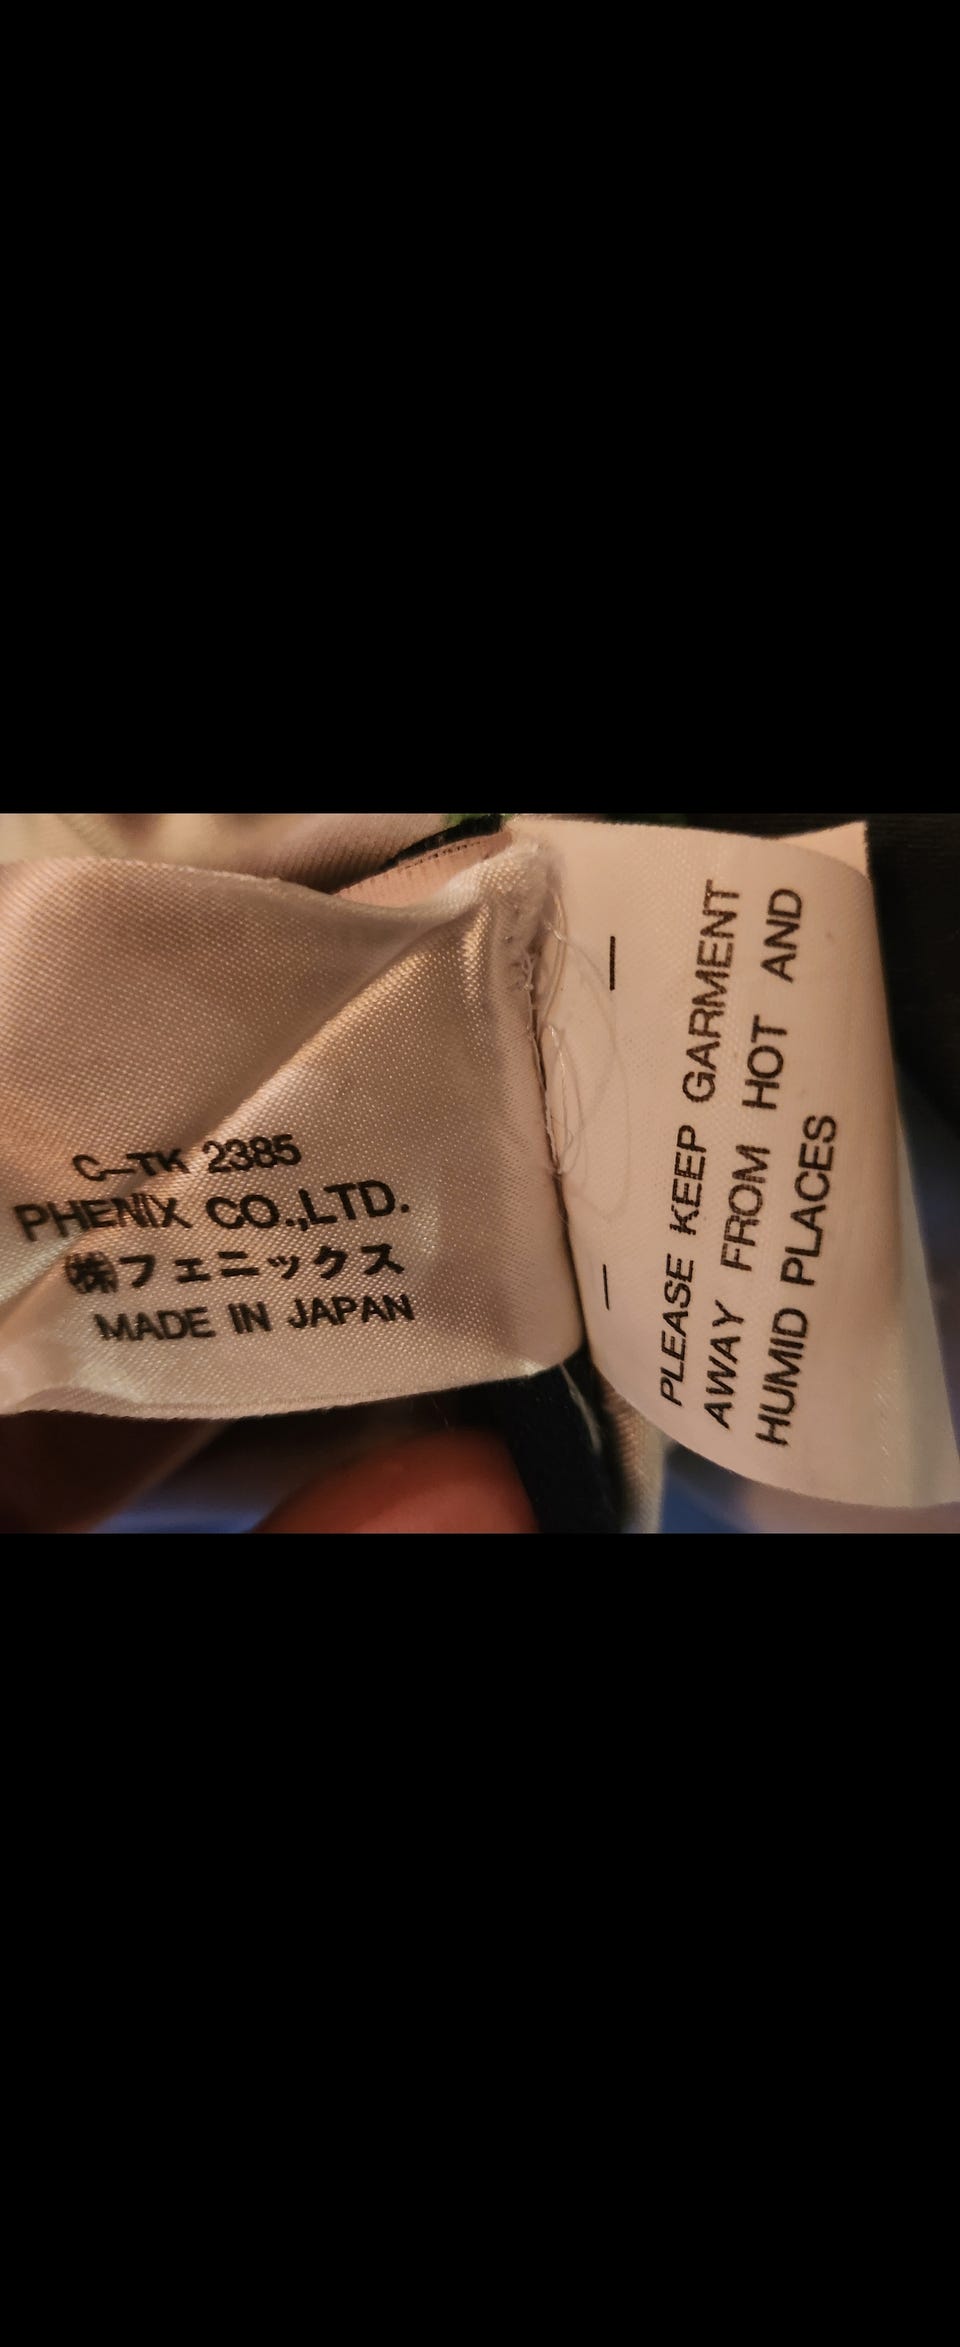 C-TK 2385
PHENIX CO.,LTD.
㈱フェニックス
MADE IN JAPAN
PLEASE KEEP GARMENT
AWAY FROM HOT AND
HUMID PLACES